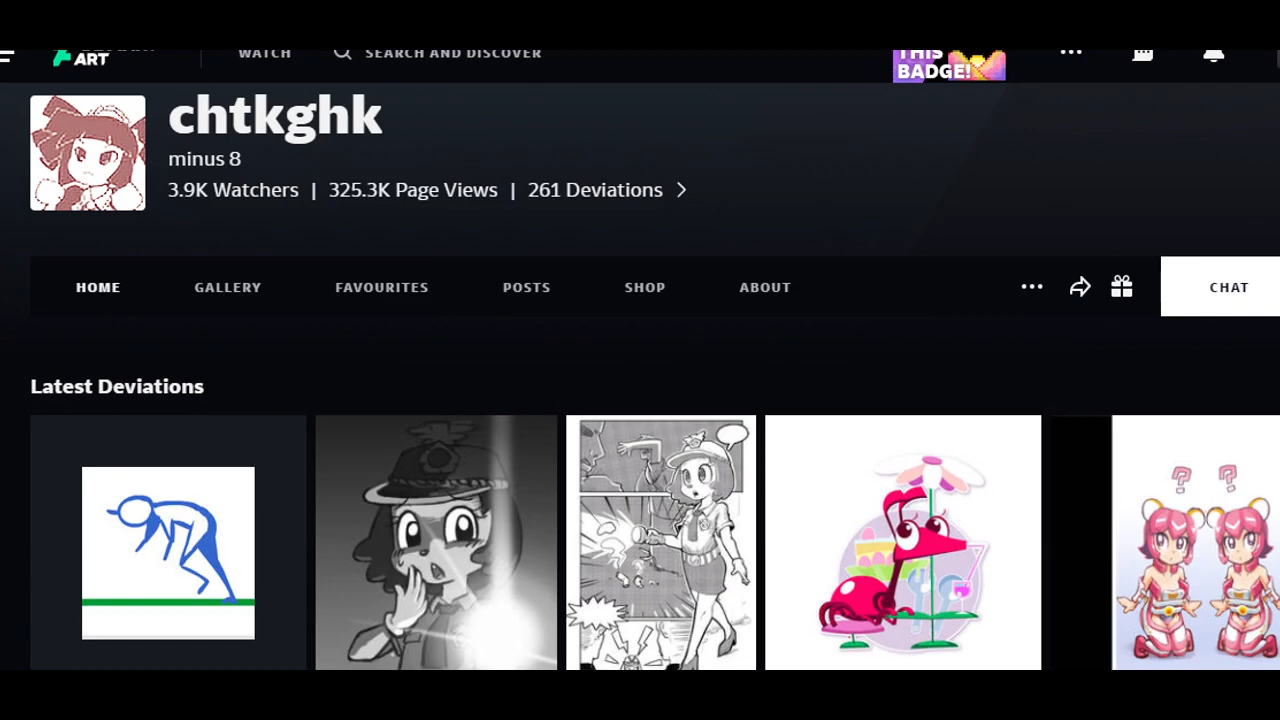 ART
WATCH
SEARCH AND DISCOVER
THIS
BADGE!
chtkghk
minus 8
3.9K Watchers | 325.3K Page Views | 261 Deviations
HOME
GALLERY
FAVOURITES
POSTS
SHOP
ABOUT
CHAT
Latest Deviations
? ?